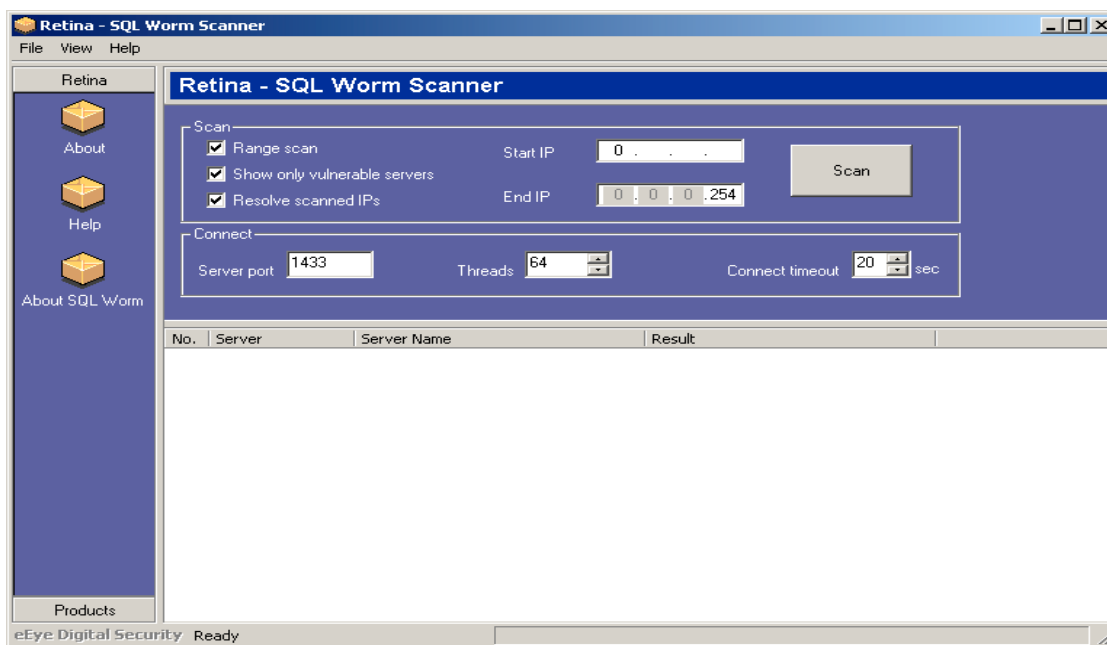 Retina - SQL Worm Scanner
File View Help
Retina
About
Help
About SQL Worm
Products
Retina - SQL Worm Scanner
Scan
Range scan
Show only vulnerable servers
Resolve scanned IPs
Start IP 0 . . .
End IP 0 . 0 . 0 .254
Scan
Connect
Server port 1433 Threads 64 Connect timeout 20 sec
No. Server Server Name Result
eEye Digital Security Ready